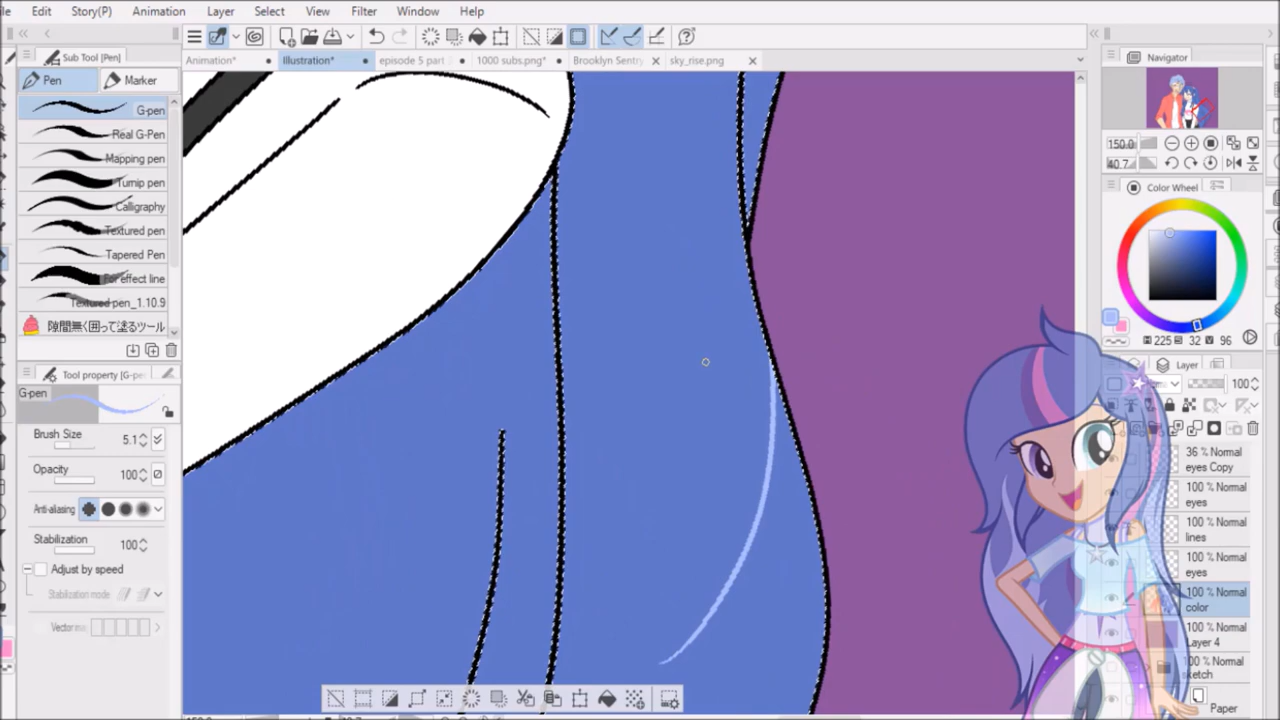 Edit Story(P) Animation Layer Select View Filter Window Help
Sub Tool [Pen]
Animation* Illustration* episode 5 part 1000 subs.png* Brooklyn Sentry sky_rise.png
Navigator
Pen Marker
G-pen
Real G-Pen
Mapping pen
Turnip pen
Calligraphy
Textured pen
Tapered Pen
For effect line
Textured pen_1.10.9
隙間無く囲って塗るツール
150.0
40.7
Color Wheel
225 32 96
Tool property [G-pe
G-pen
Brush Size 5.1
Opacity 100
Anti-aliasing
Stabilization 100
Adjust by speed
Stabilization mode
Layer
100
36 % Normal
eyes Copy
100 % Normal
eyes
100 % Normal
lines
100 % Normal
eyes
100 % Normal
color
100 % Normal
Layer 4
100 % Normal
sketch
Paper